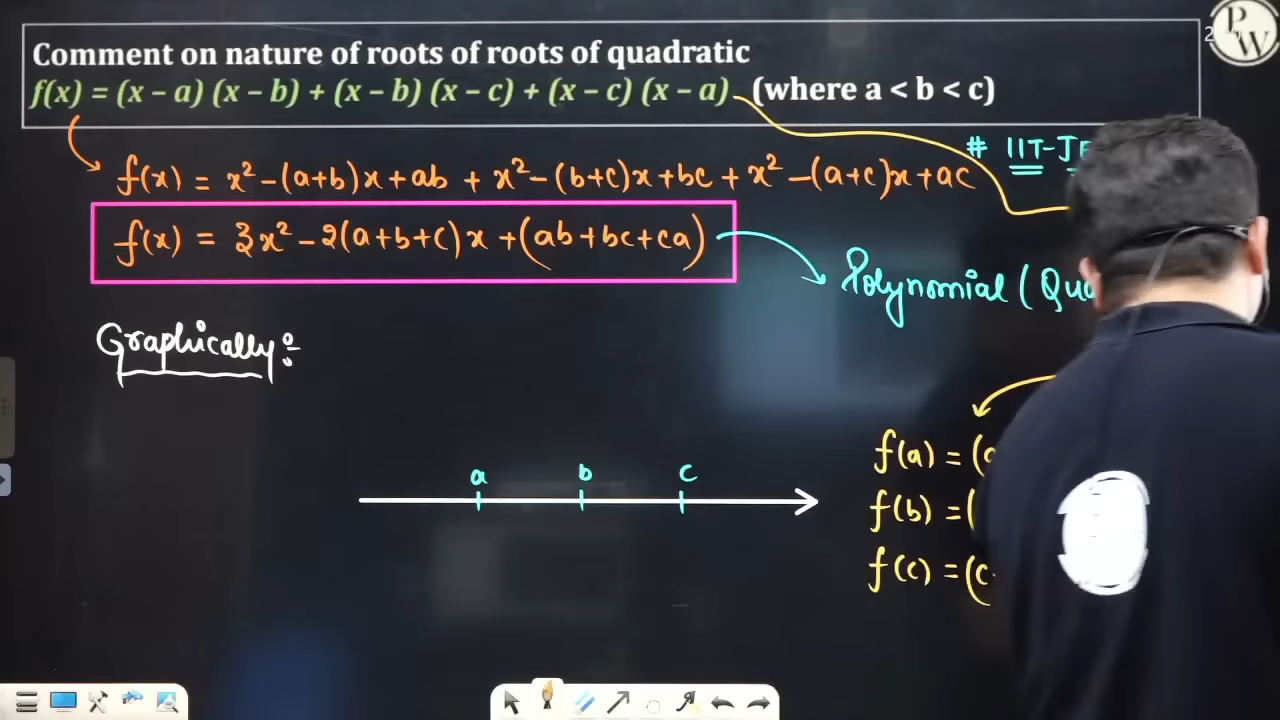 Comment on nature of roots of roots of quadratic
f(x) = (x – a) (x – b) + (x – b) (x – c) + (x – c) (x – a) (where a < b < c)
PW
2
# IIT-JE
f(x) = x² - (a+b)x + ab + x² - (b+c)x + bc + x² - (a+c)x + ac
f(x) = 3x² - 2(a+b+c)x + (ab+bc+ca)
Polynomial (Qua
Graphically:-
a b c
f(a) = (a
f(b) = (
f(c) = (c-